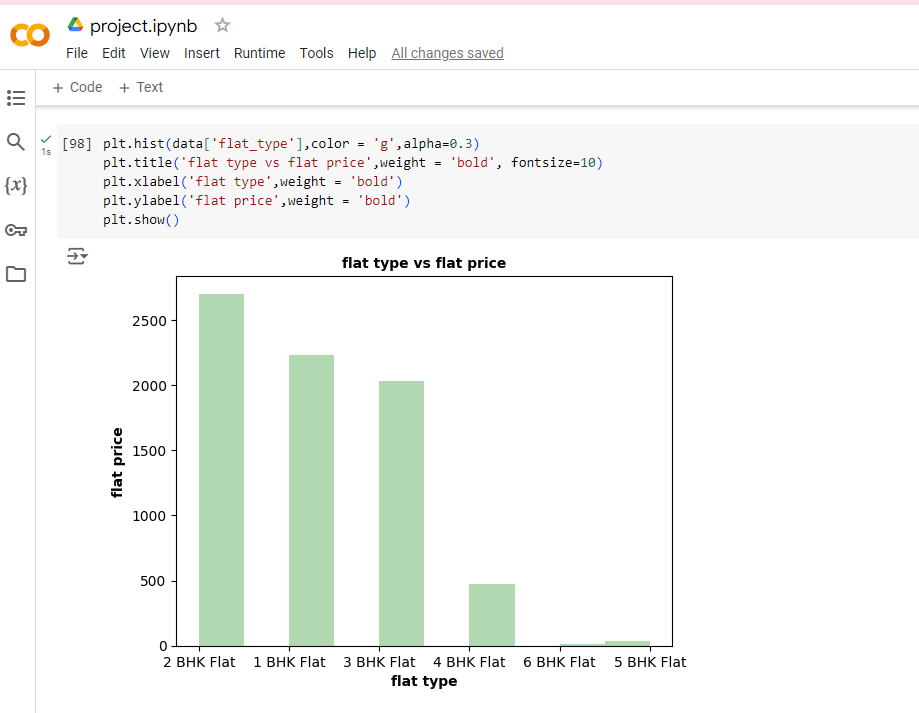 project.ipynb
File Edit View Insert Runtime Tools Help All changes saved
+ Code + Text
1s
[98] plt.hist(data['flat_type'],color = 'g',alpha=0.3)
plt.title('flat type vs flat price',weight = 'bold', fontsize=10)
plt.xlabel('flat type',weight = 'bold')
plt.ylabel('flat price',weight = 'bold')
plt.show()
{x}
flat type vs flat price
2500
2000
1500
1000
500
0
flat price
2 BHK Flat 1 BHK Flat 3 BHK Flat 4 BHK Flat 6 BHK Flat 5 BHK Flat
flat type